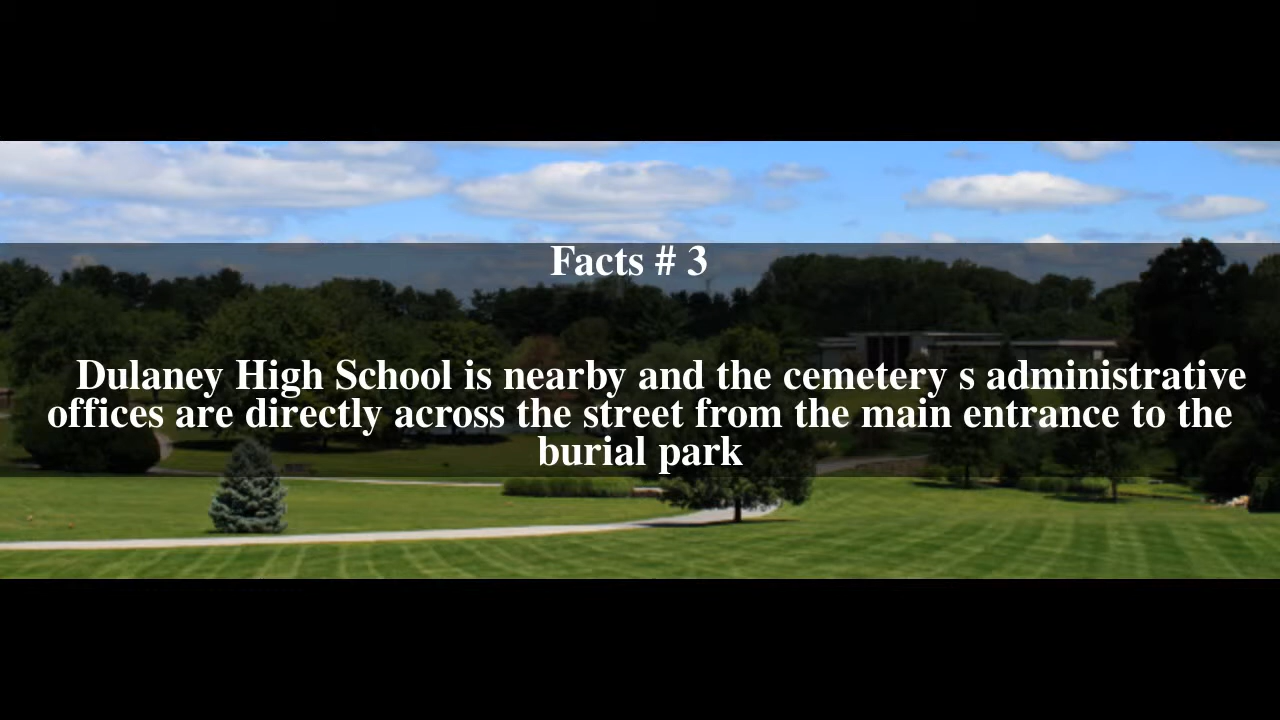 Facts # 3
Dulaney High School is nearby and the cemetery s administrative
offices are directly across the street from the main entrance to the
burial park